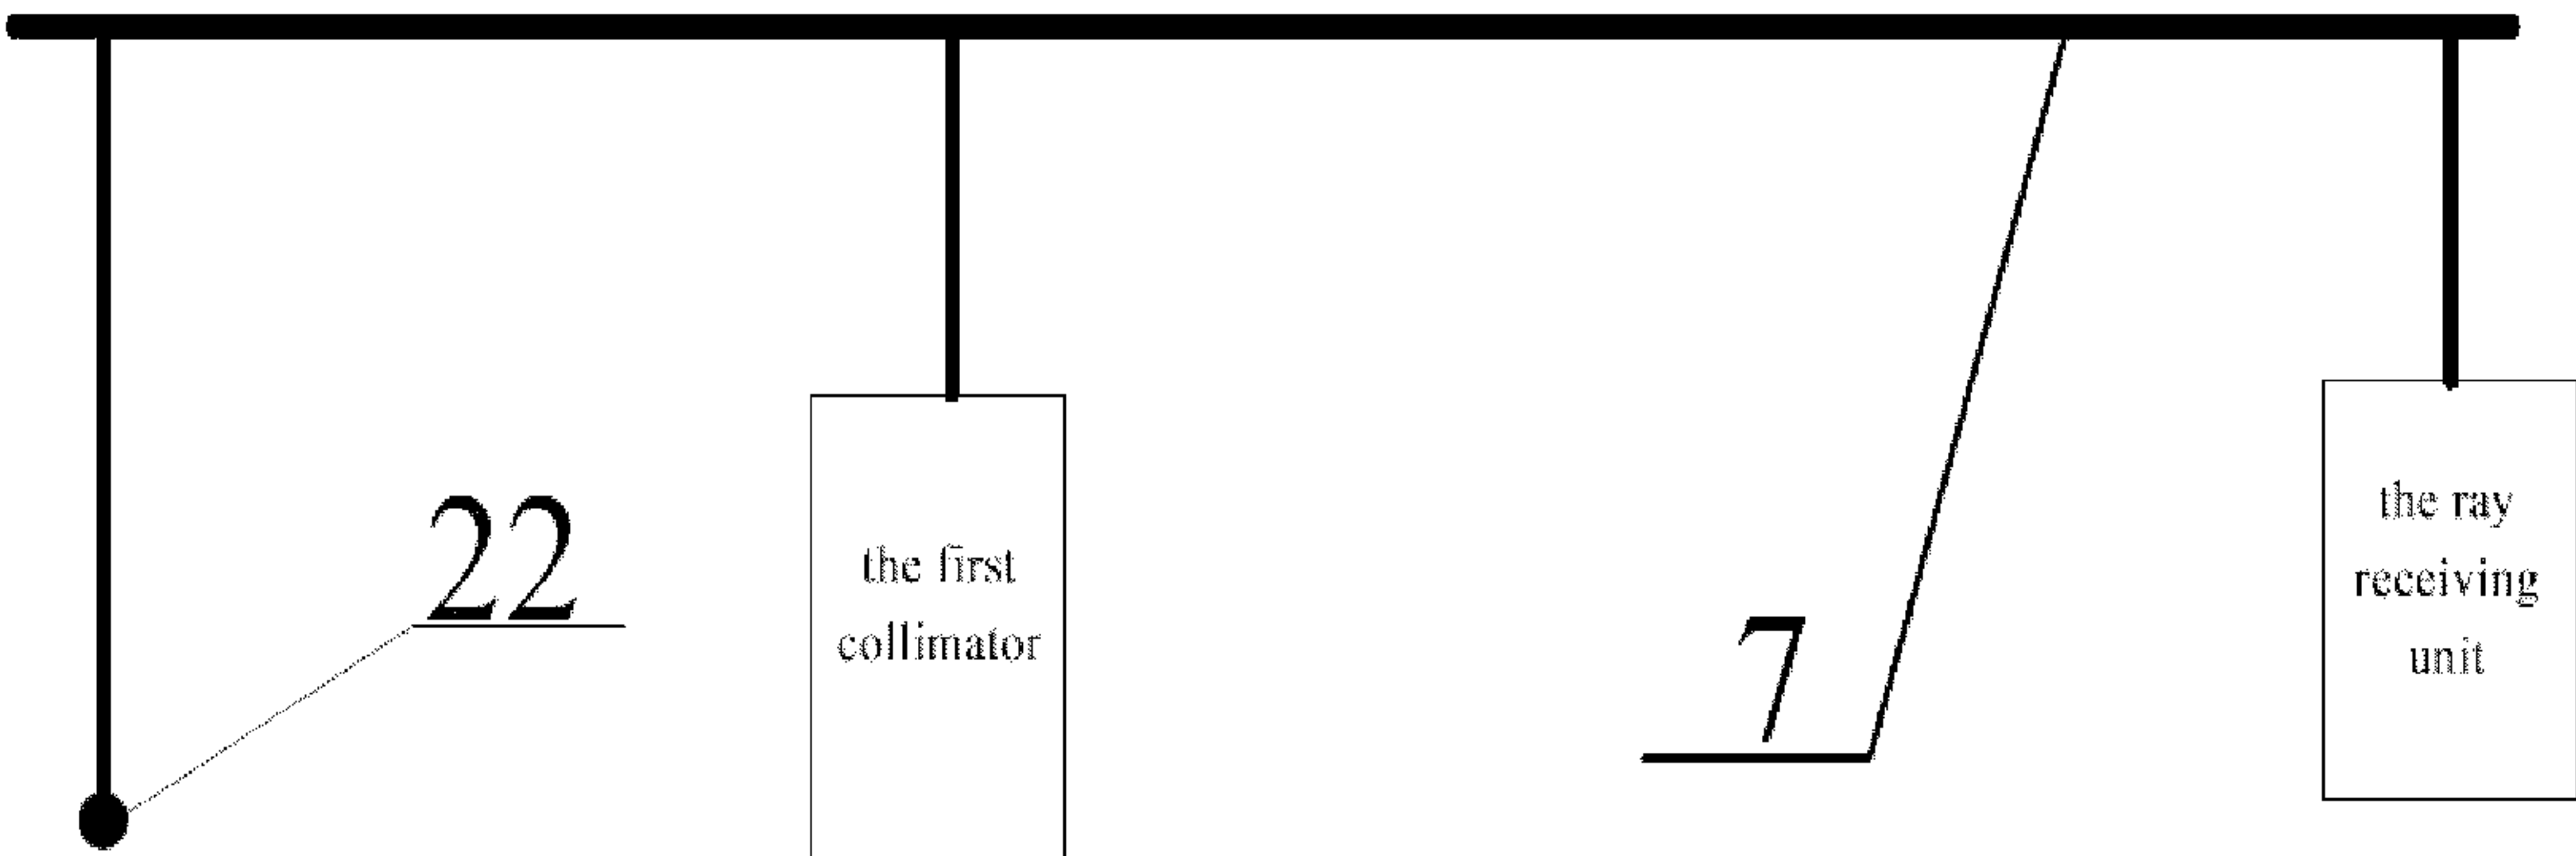 22
the first
collimator
7
the ray
receiving
unit